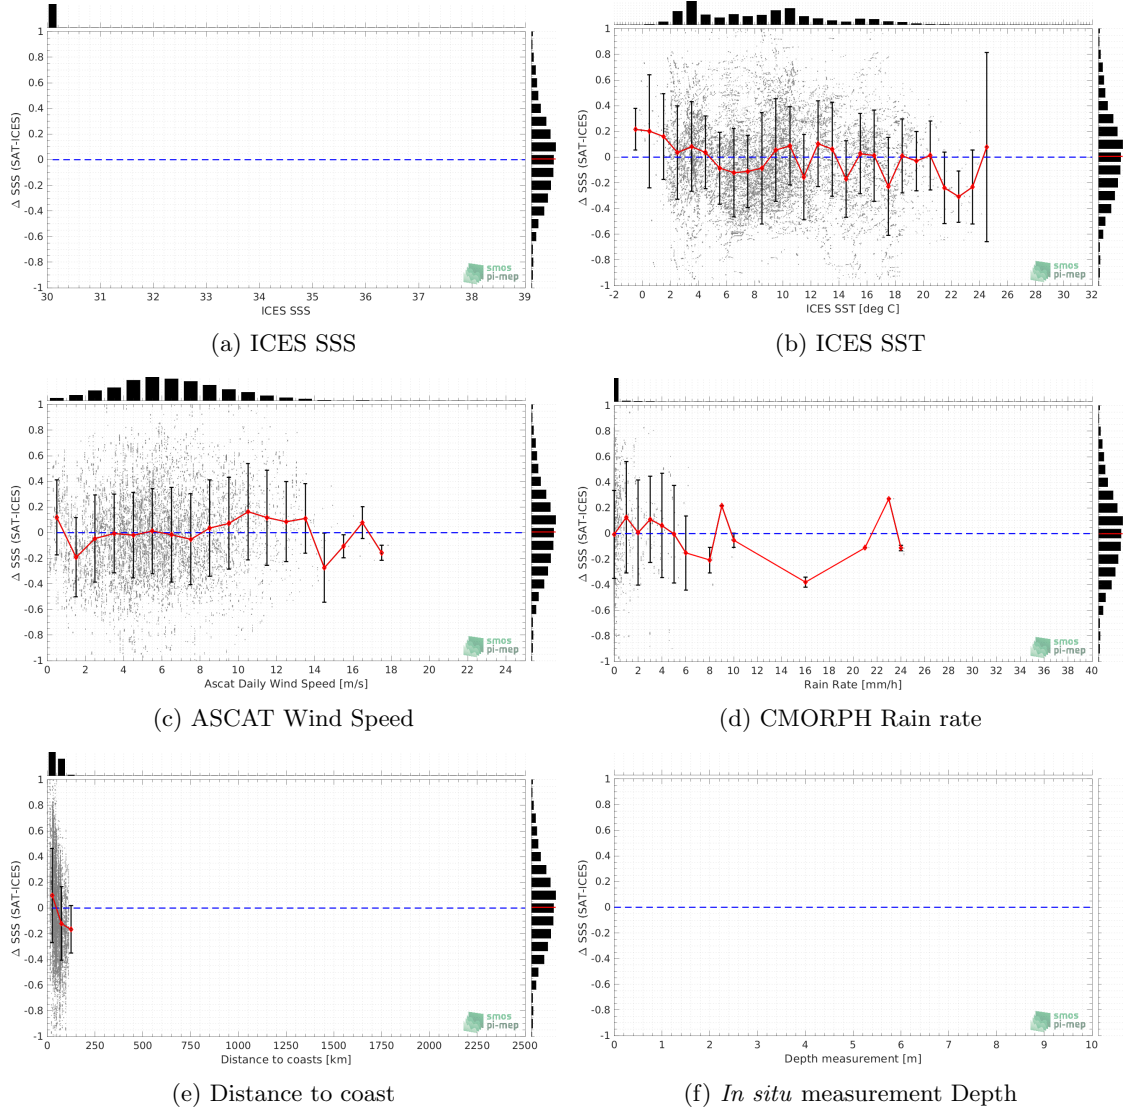 1
0.8
0.6
0.4
0.2
0
-0.2
-0.4
-0.6
-0.8
-1
Δ SSS (SAT-ICES)
30 31 32 33 34 35 36 37 38 39
ICES SSS
smos
pi-mep
(a) ICES SSS
1
0.8
0.6
0.4
0.2
0
-0.2
-0.4
-0.6
-0.8
-1
Δ SSS (SAT-ICES)
-2 0 2 4 6 8 10 12 14 16 18 20 22 24 26 28 30 32
ICES SST [deg C]
smos
pi-mep
(b) ICES SST
1
0.8
0.6
0.4
0.2
0
-0.2
-0.4
-0.6
-0.8
-1
Δ SSS (SAT-ICES)
0 2 4 6 8 10 12 14 16 18 20 22 24
Ascat Daily Wind Speed [m/s]
smos
pi-mep
(c) ASCAT Wind Speed
1
0.8
0.6
0.4
0.2
0
-0.2
-0.4
-0.6
-0.8
-1
Δ SSS (SAT-ICES)
0 2 4 6 8 10 12 14 16 18 20 22 24 26 28 30 32 34 36 38 40
Rain Rate [mm/h]
smos
pi-mep
(d) CMORPH Rain rate
1
0.8
0.6
0.4
0.2
0
-0.2
-0.4
-0.6
-0.8
-1
Δ SSS (SAT-ICES)
0 250 500 750 1000 1250 1500 1750 2000 2250 2500
Distance to coasts [km]
smos
pi-mep
(e) Distance to coast
1
0.8
0.6
0.4
0.2
0
-0.2
-0.4
-0.6
-0.8
-1
Δ SSS (SAT-ICES)
0 1 2 3 4 5 6 7 8 9 10
Depth measurement [m]
smos
pi-mep
(f) In situ measurement Depth